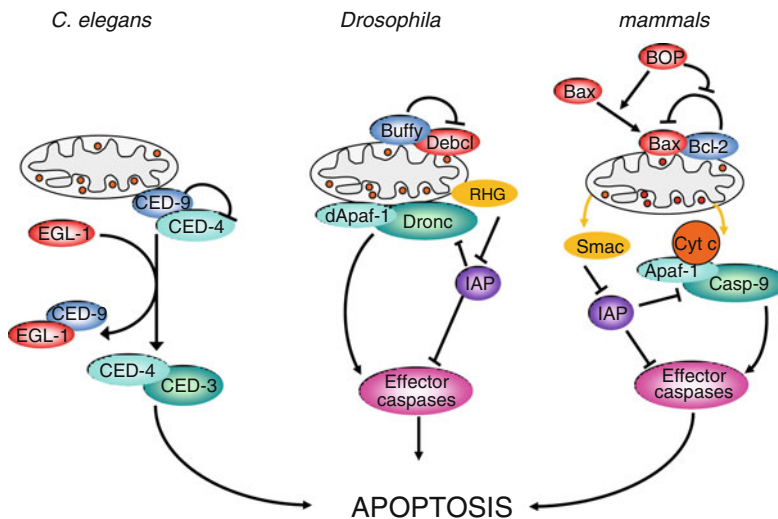 C. elegans
Drosophila
mammals
CED-9
CED-4
EGL-1
CED-9
EGL-1
CED-4
CED-3
Buffy
Debcl
RHG
dApaf-1
Dronc
IAP
Effector
caspases
BOP
Bax
Bax
Bcl-2
Smac
Cyt c
Apaf-1
Casp-9
IAP
Effector
caspases
APOPTOSIS